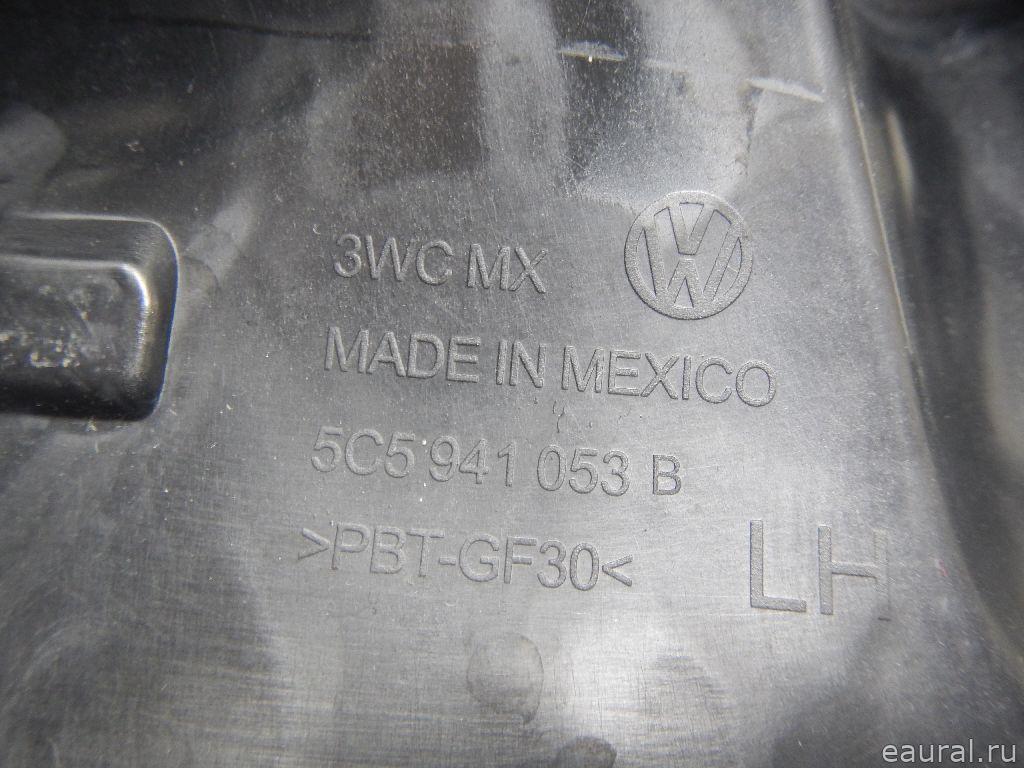 3WC MX
MADE IN MEXICO
5C5 941 053 B
>PBT-GF30<
LH
eaural.ru